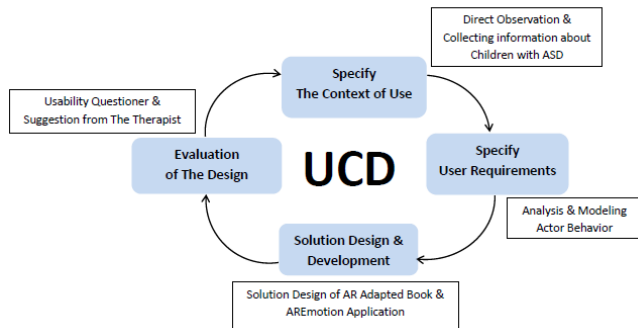 Direct Observation &
Collecting information about
Children with ASD
Specify
The Context of Use
Usability Questioner &
Suggestion from The Therapist
Evaluation
of The Design
UCD
Specify
User Requirements
Analysis & Modeling
Actor Behavior
Solution Design &
Development
Solution Design of AR Adapted Book &
AREmotion Application